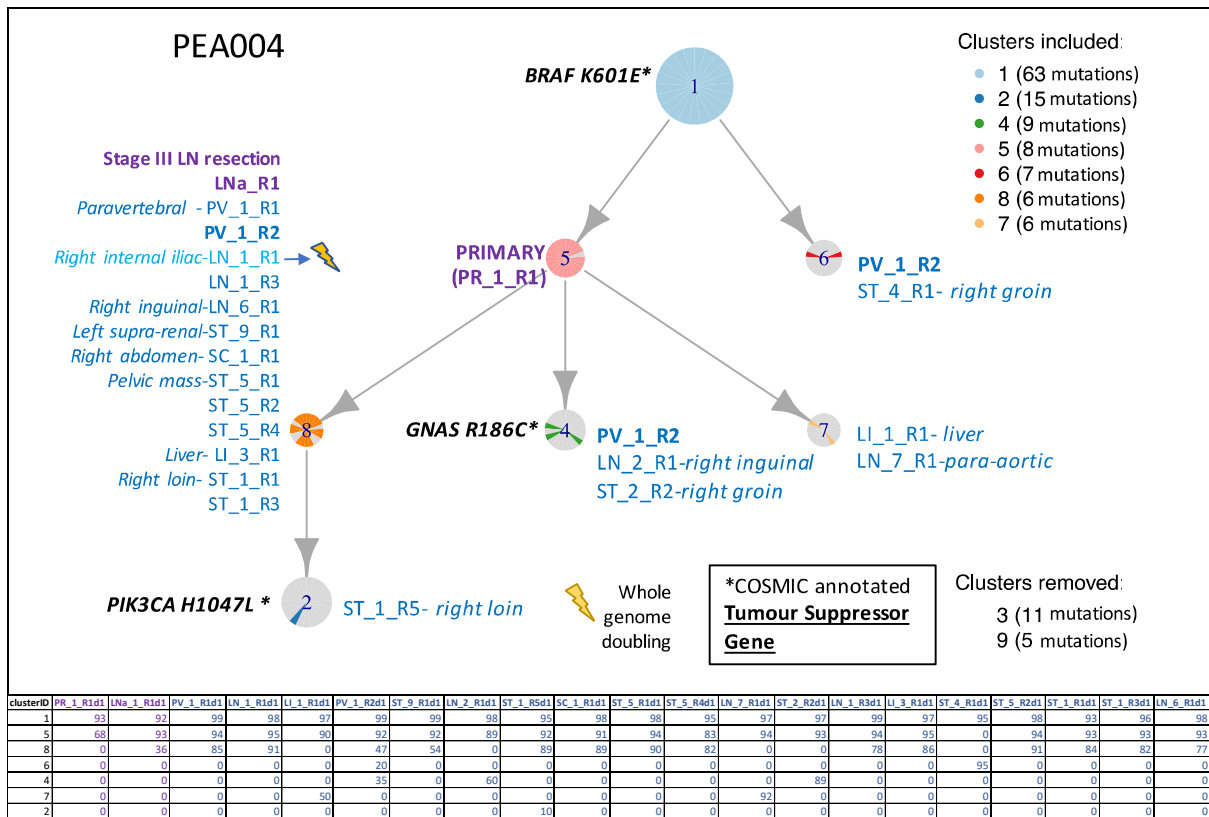 PEA004
BRAF K601E*
1
Clusters included:
1 (63 mutations)
2 (15 mutations)
4 (9 mutations)
5 (8 mutations)
6 (7 mutations)
8 (6 mutations)
7 (6 mutations)
Stage III LN resection
LNa_R1
Paravertebral - PV_1_R1
PV_1_R2
Right internal iliac-LN_1_R1
LN_1_R3
Right inguinal-LN_6_R1
Left supra-renal-ST_9_R1
Right abdomen- SC_1_R1
Pelvic mass-ST_5_R1
ST_5_R2
ST_5_R4
Liver- LI_3_R1
Right loin- ST_1_R1
ST_1_R3
PRIMARY
(PR_1_R1)
5
6
PV_1_R2
ST_4_R1- right groin
8
GNAS R186C*
4
PV_1_R2
LN_2_R1-right inguinal
ST_2_R2-right groin
7
LI_1_R1- liver
LN_7_R1-para-aortic
PIK3CA H1047L *
2
ST_1_R5- right loin
Whole
genome
doubling
*COSMIC annotated
Tumour Suppressor
Gene
Clusters removed:
3 (11 mutations)
9 (5 mutations)
clusterID PR_1_R1d1 LNa_1_R1d1 PV_1_R1d1 LN_1_R1d1 LI_1_R1d1 PV_1_R2d1 ST_9_R1d1 LN_2_R1d1 ST_1_R5d1 SC_1_R1d1 ST_5_R1d1 ST_5_R4d1 LN_7_R1d1 ST_2_R2d1 LN_1_R3d1 LI_3_R1d1 ST_4_R1d1 ST_5_R2d1 ST_1_R1d1 ST_1_R3d1 LN_6_R1d1
1 93 92 99 98 97 99 99 98 95 98 98 95 97 97 99 97 95 98 93 96 98
5 68 93 94 95 90 92 92 89 92 91 94 83 94 93 94 95 0 94 93 93 93
8 0 36 85 91 0 47 54 0 89 89 90 82 0 0 78 86 0 91 84 82 77
6 0 0 0 0 0 20 0 0 0 0 0 0 0 0 0 0 95 0 0 0 0
4 0 0 0 0 0 35 0 60 0 0 0 0 0 89 0 0 0 0 0 0 0
7 0 0 0 0 50 0 0 0 0 0 0 0 92 0 0 0 0 0 0 0 0
2 0 0 0 0 0 0 0 0 10 0 0 0 0 0 0 0 0 0 0 0 0